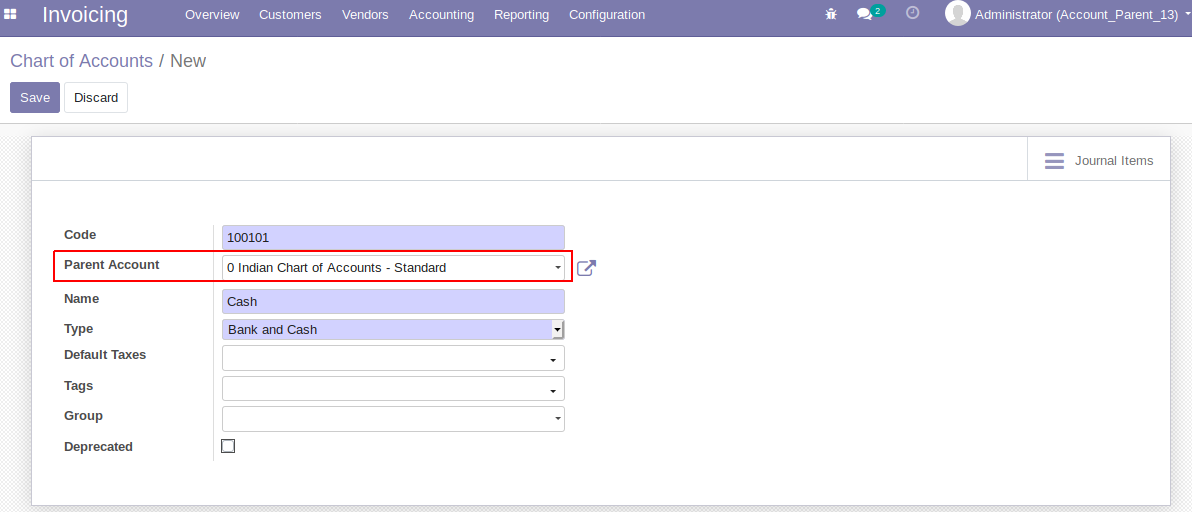 Invoicing Overview Customers Vendors Accounting Reporting Configuration 2 Administrator (Account_Parent_13)
Chart of Accounts / New
Save Discard
Journal Items
Code 100101
Parent Account 0 Indian Chart of Accounts - Standard
Name Cash
Type Bank and Cash
Default Taxes
Tags
Group
Deprecated